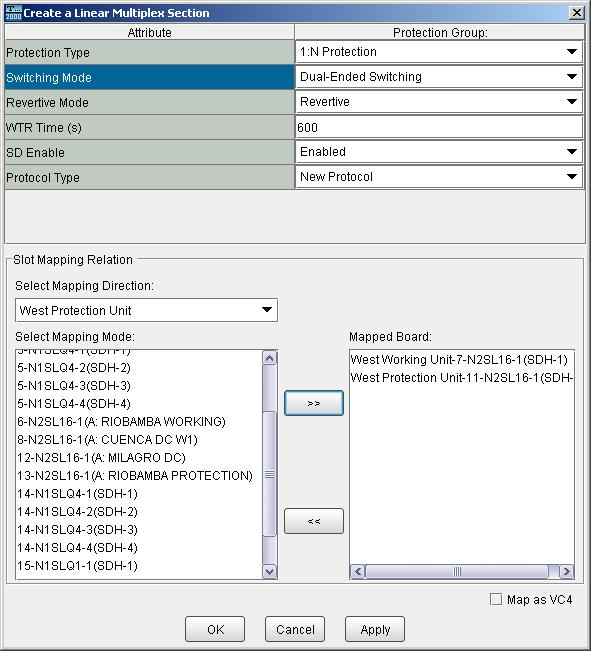 T2000 Create a Linear Multiplex Section
Attribute Protection Group:
Protection Type 1:N Protection
Switching Mode Dual-Ended Switching
Revertive Mode Revertive
WTR Time (s) 600
SD Enable Enabled
Protocol Type New Protocol
Slot Mapping Relation
Select Mapping Direction:
West Protection Unit
Select Mapping Mode: Mapped Board:
5-N1SLQ4-1(SDH-1)
5-N1SLQ4-2(SDH-2)
5-N1SLQ4-3(SDH-3)
5-N1SLQ4-4(SDH-4)
6-N2SL16-1(A: RIOBAMBA WORKING)
8-N2SL16-1(A: CUENCA DC W1)
12-N2SL16-1(A: MILAGRO DC)
13-N2SL16-1(A: RIOBAMBA PROTECTION)
14-N1SLQ4-1(SDH-1)
14-N1SLQ4-2(SDH-2)
14-N1SLQ4-3(SDH-3)
14-N1SLQ4-4(SDH-4)
15-N1SLQ1-1(SDH-1)
>>
<<
West Working Unit-7-N2SL16-1(SDH-1)
West Protection Unit-11-N2SL16-1(SDH-
Map as VC4
OK Cancel Apply